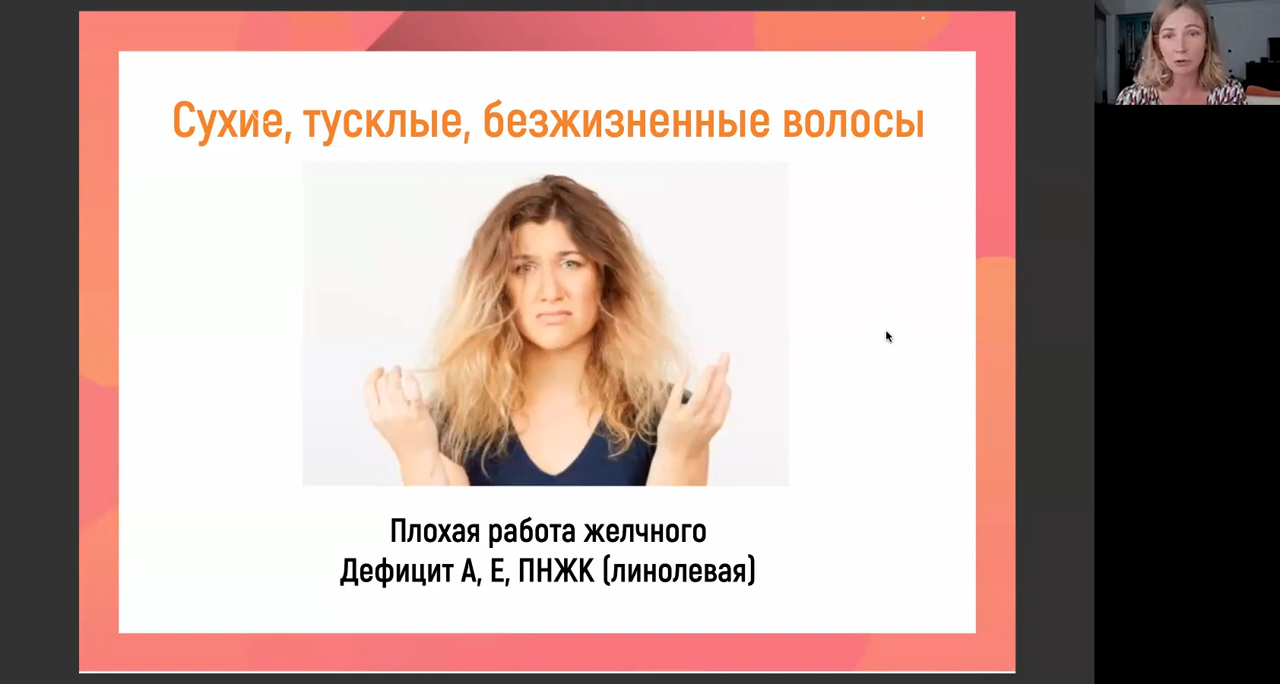 Сухие, тусклые, безжизненные волосы
Плохая работа желчного
Дефицит А, Е, ПНЖК (линолевая)